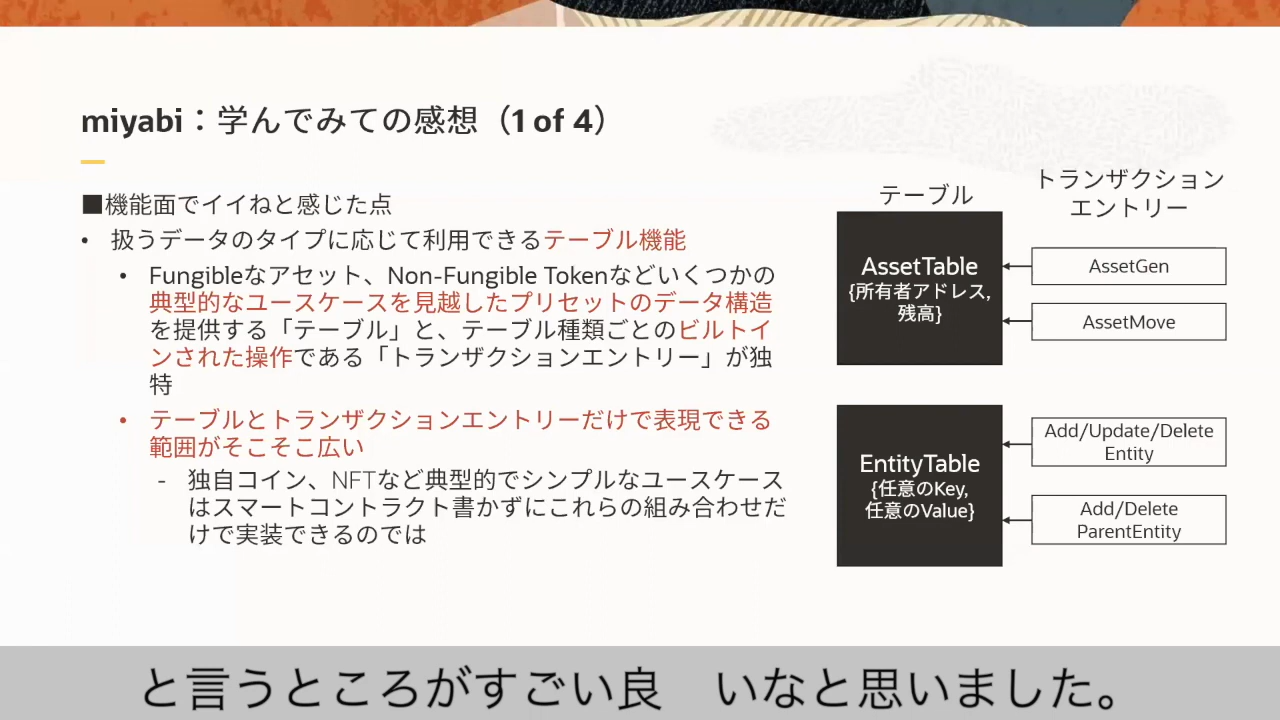 miyabi：学んでみての感想（1 of 4）
■機能面でイイねと感じた点
• 扱うデータのタイプに応じて利用できるテーブル機能
• Fungibleなアセット、Non-Fungible Tokenなどいくつかの
典型的なユースケースを見越したプリセットのデータ構造
を提供する「テーブル」と、テーブル種類ごとのビルトイ
ンされた操作である「トランザクションエントリー」が独
特
• テーブルとトランザクションエントリーだけで表現できる
範囲がそこそこ広い
- 独自コイン、NFTなど典型的でシンプルなユースケース
はスマートコントラクト書かずにこれらの組み合わせだ
けで実装できるのでは
テーブル
トランザクション
エントリー
AssetTable
{所有者アドレス,
残高}
AssetGen
AssetMove
EntityTable
{任意のKey,
任意のValue}
Add/Update/Delete
Entity
Add/Delete
ParentEntity
と言うところがすごい良　いなと思いました。